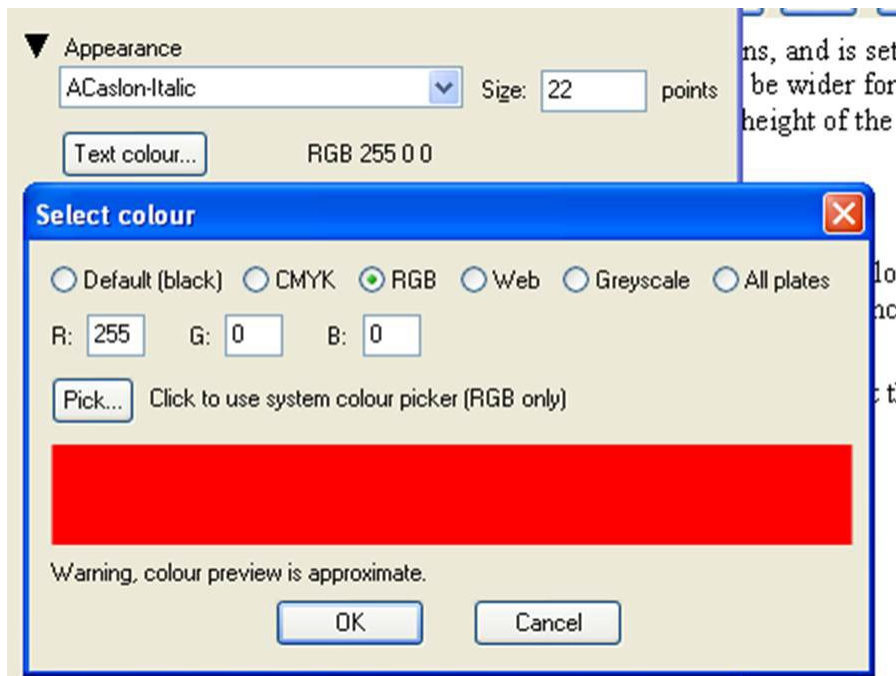 Appearance
ACaslon-Italic Size: 22 points
Text colour... RGB 255 0 0
Select colour
Default (black) CMYK RGB Web Greyscale All plates
R: 255 G: 0 B: 0
Pick... Click to use system colour picker (RGB only)
Warning, colour preview is approximate.
OK Cancel
and is set
be wider for
height of the